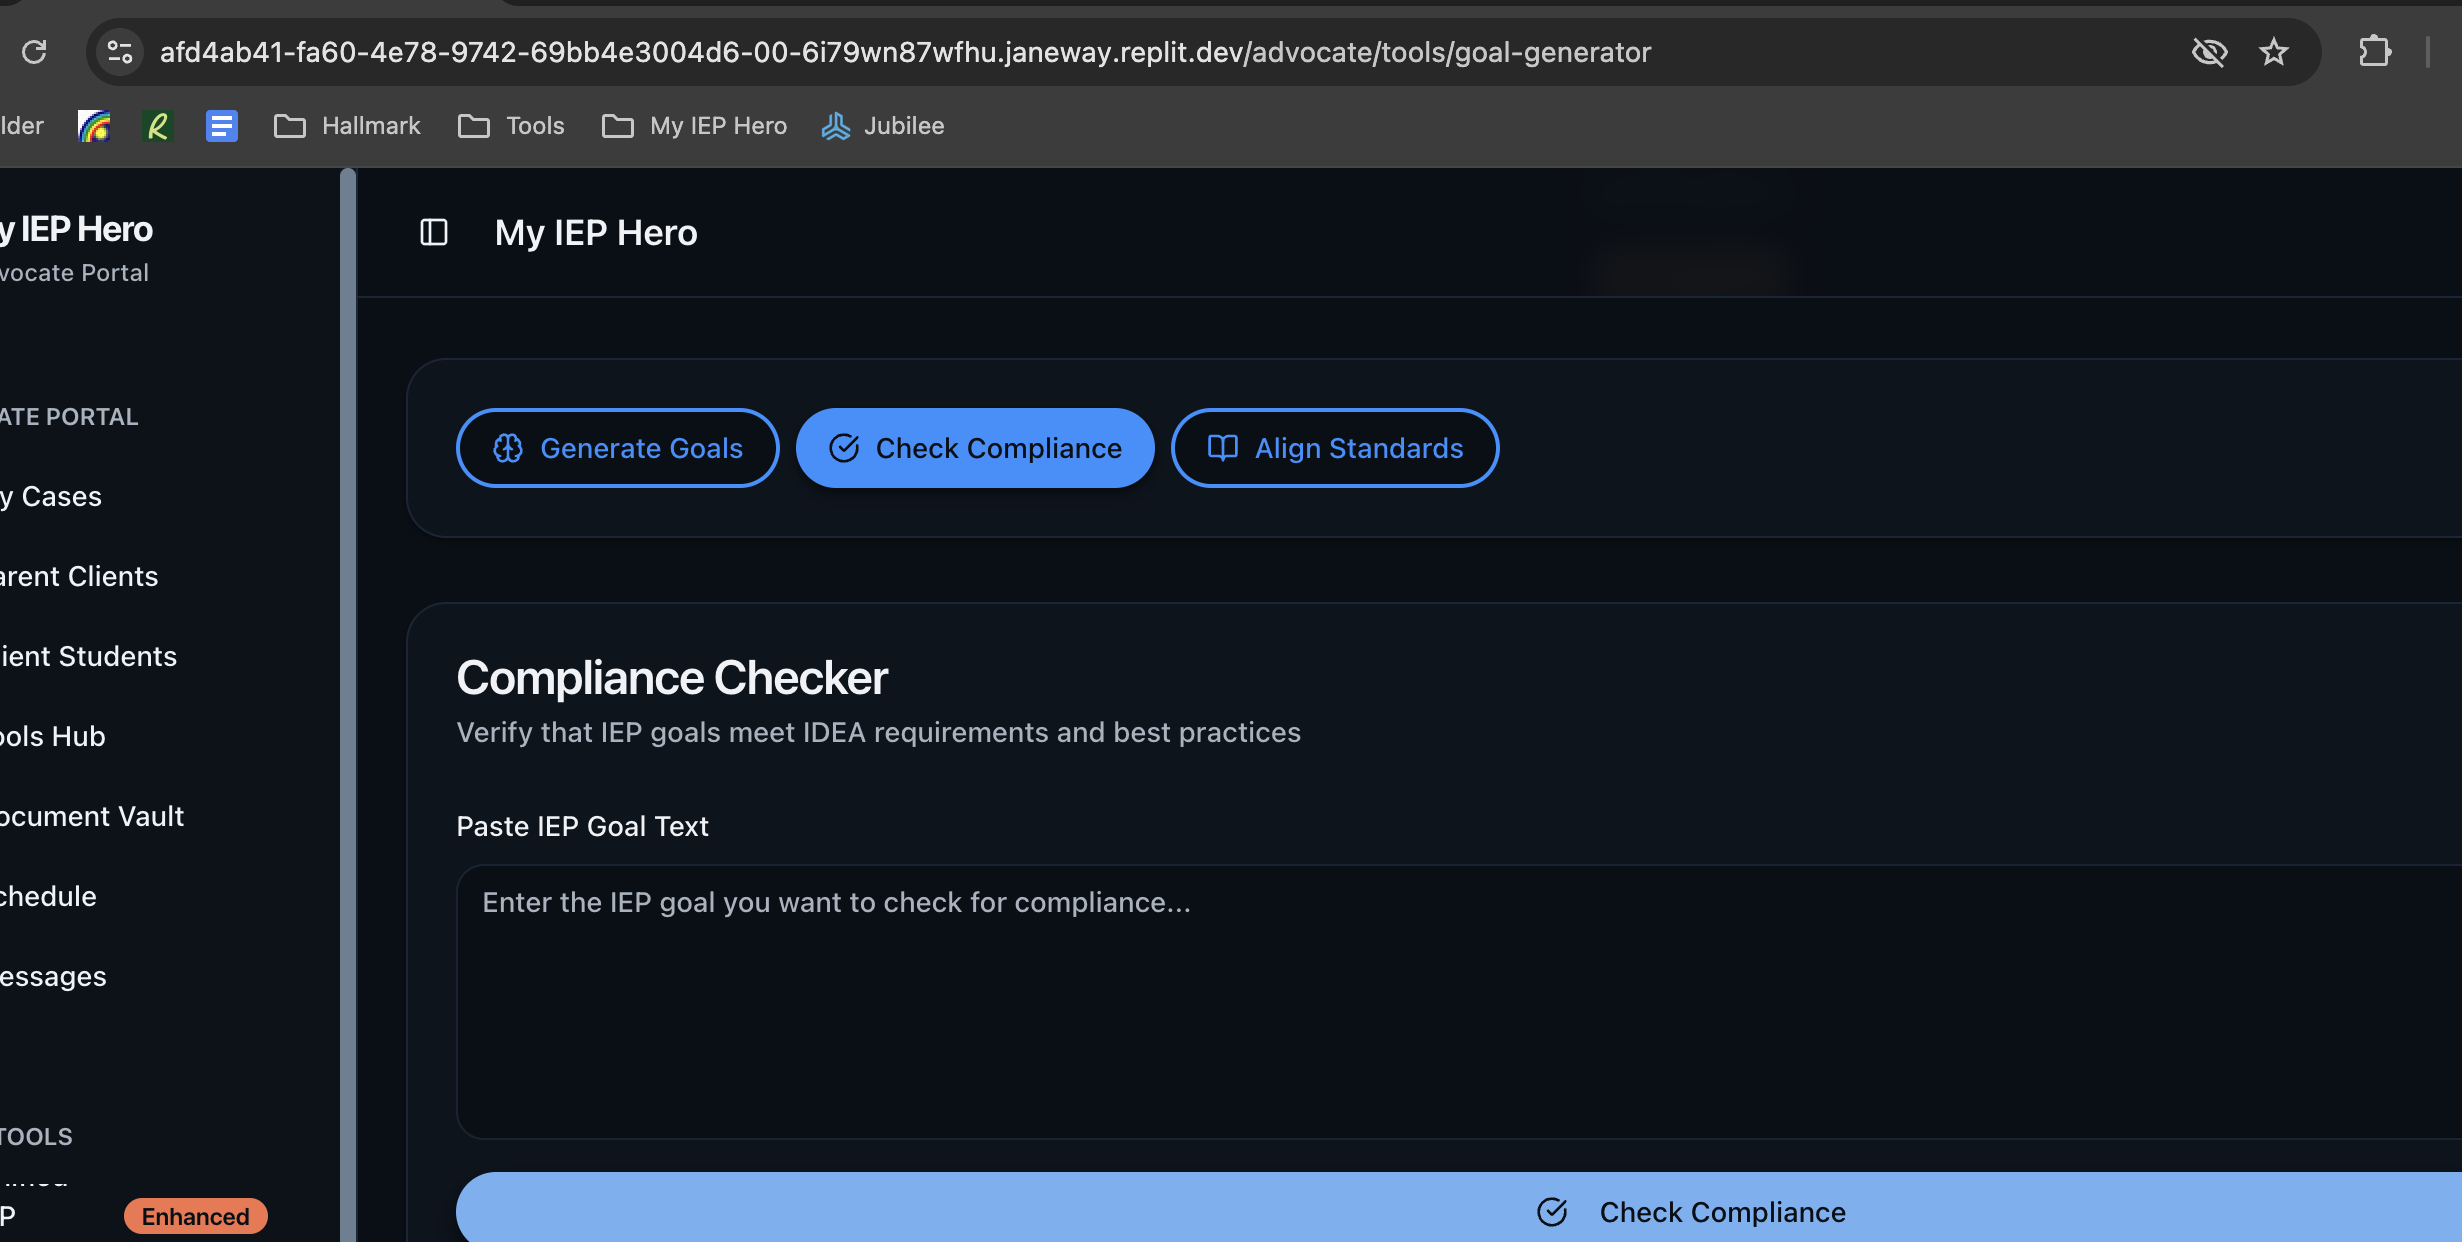 afd4ab41-fa60-4e78-9742-69bb4e3004d6-00-6i79wn87wfhu.janeway.replit.dev/advocate/tools/goal-generator
lder
Hallmark
Tools
My IEP Hero
Jubilee
y IEP Hero
vocate Portal
My IEP Hero
ATE PORTAL
y Cases
arent Clients
ient Students
ools Hub
ocument Vault
chedule
essages
TOOLS
P
Enhanced
Generate Goals
Check Compliance
Align Standards
Compliance Checker
Verify that IEP goals meet IDEA requirements and best practices
Paste IEP Goal Text
Enter the IEP goal you want to check for compliance...
Check Compliance